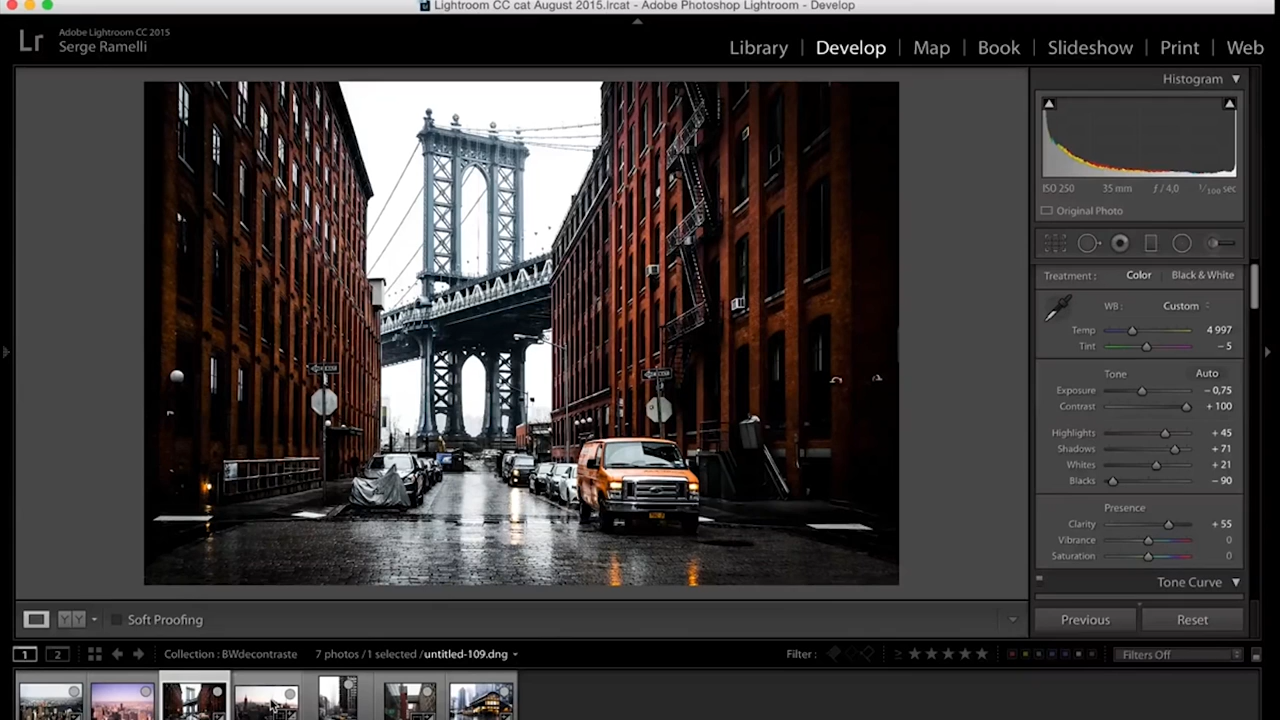 Lightroom CC cat August 2015.lrcat - Adobe Photoshop Lightroom - Develop
Lr
Adobe Lightroom CC 2015
Serge Ramelli
Library | Develop | Map | Book | Slideshow | Print | Web
Histogram
ISO 250 35 mm ƒ / 4,0 1/100 sec
Original Photo
Treatment : Color Black & White
WB : Custom
Temp 4 997
Tint – 5
Tone Auto
Exposure – 0,75
Contrast + 100
Highlights + 45
Shadows + 71
Whites + 21
Blacks – 90
Presence
Clarity + 55
Vibrance 0
Saturation 0
Tone Curve
Y Y Soft Proofing
Previous Reset
1 2 Collection : BWdecontraste 7 photos / 1 selected / untitled-109.dng Filter : ≥ Filters Off